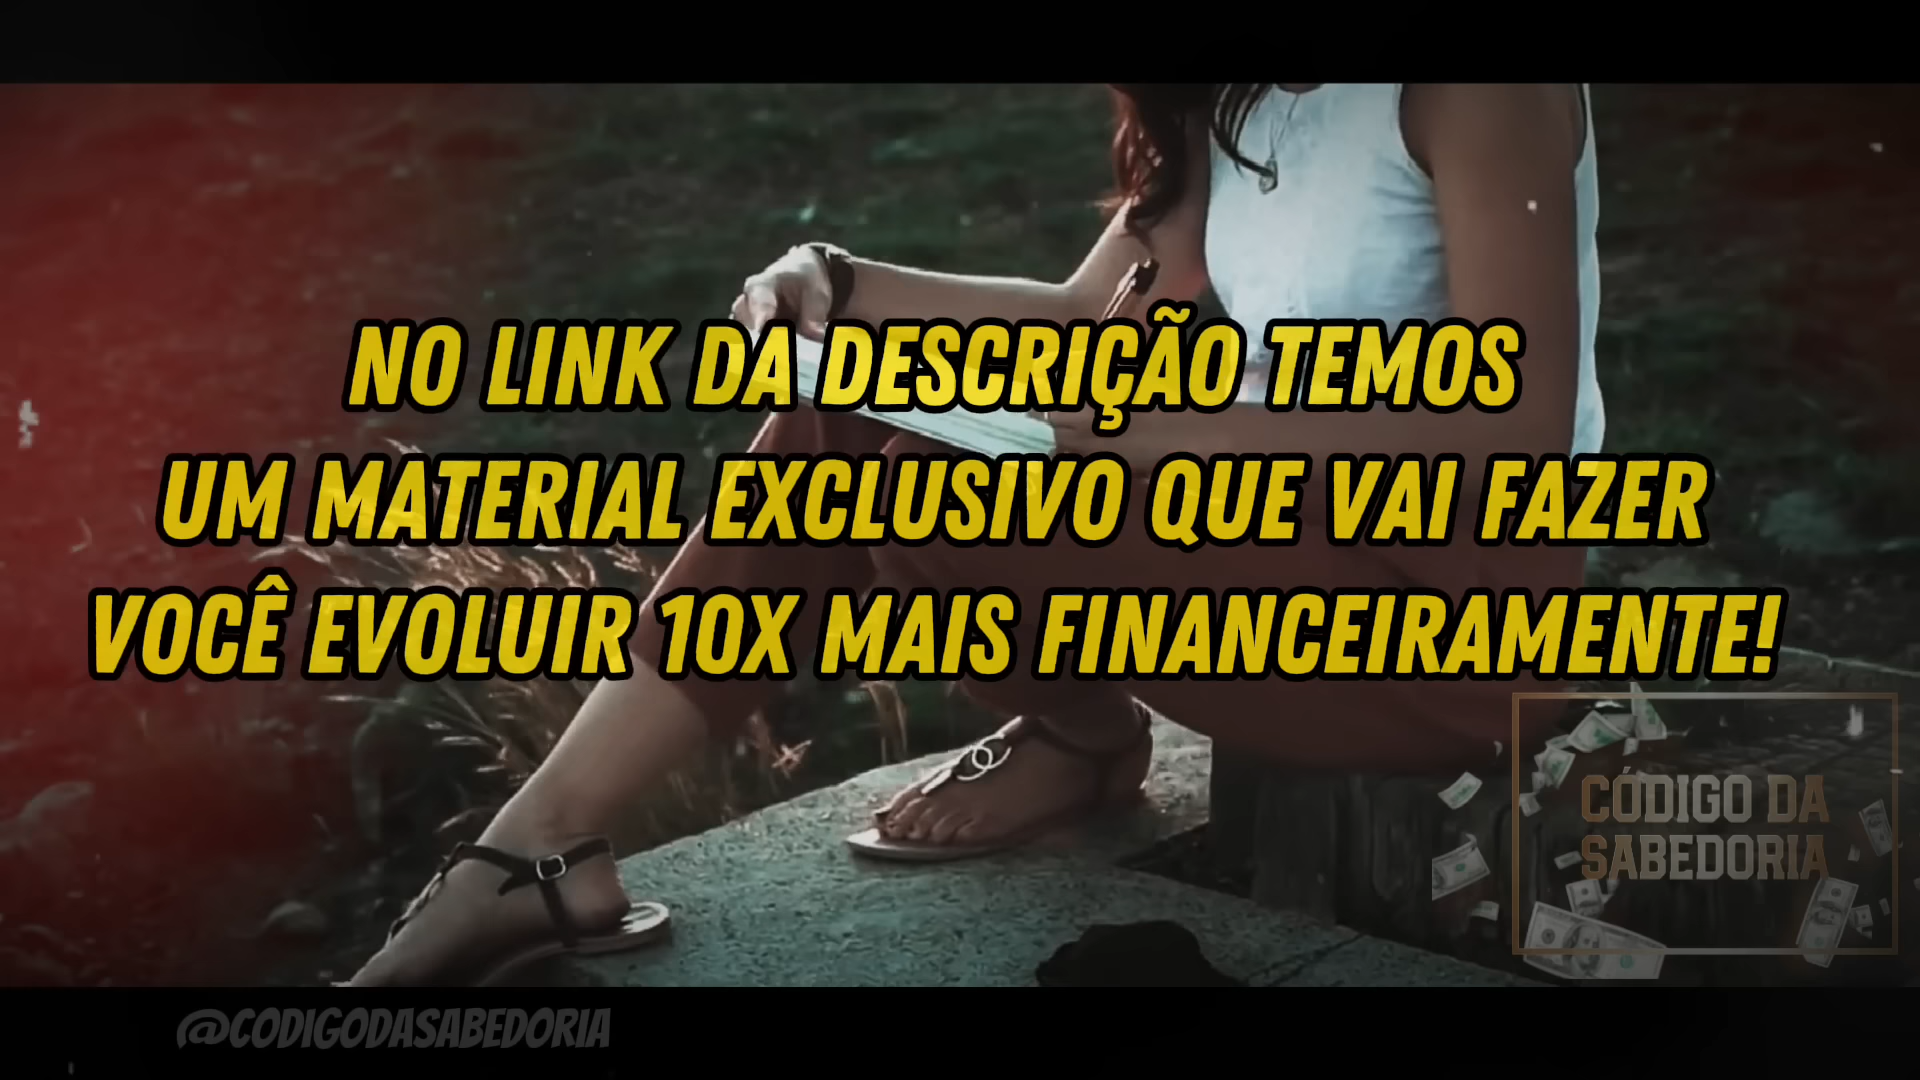 NO LINK DA DESCRIÇÃO TEMOS
UM MATERIAL EXCLUSIVO QUE VAI FAZER
VOCÊ EVOLUIR 10X MAIS FINANCEIRAMENTE!
CÓDIGO DA
SABEDORIA
@CODIGODASABEDORIA